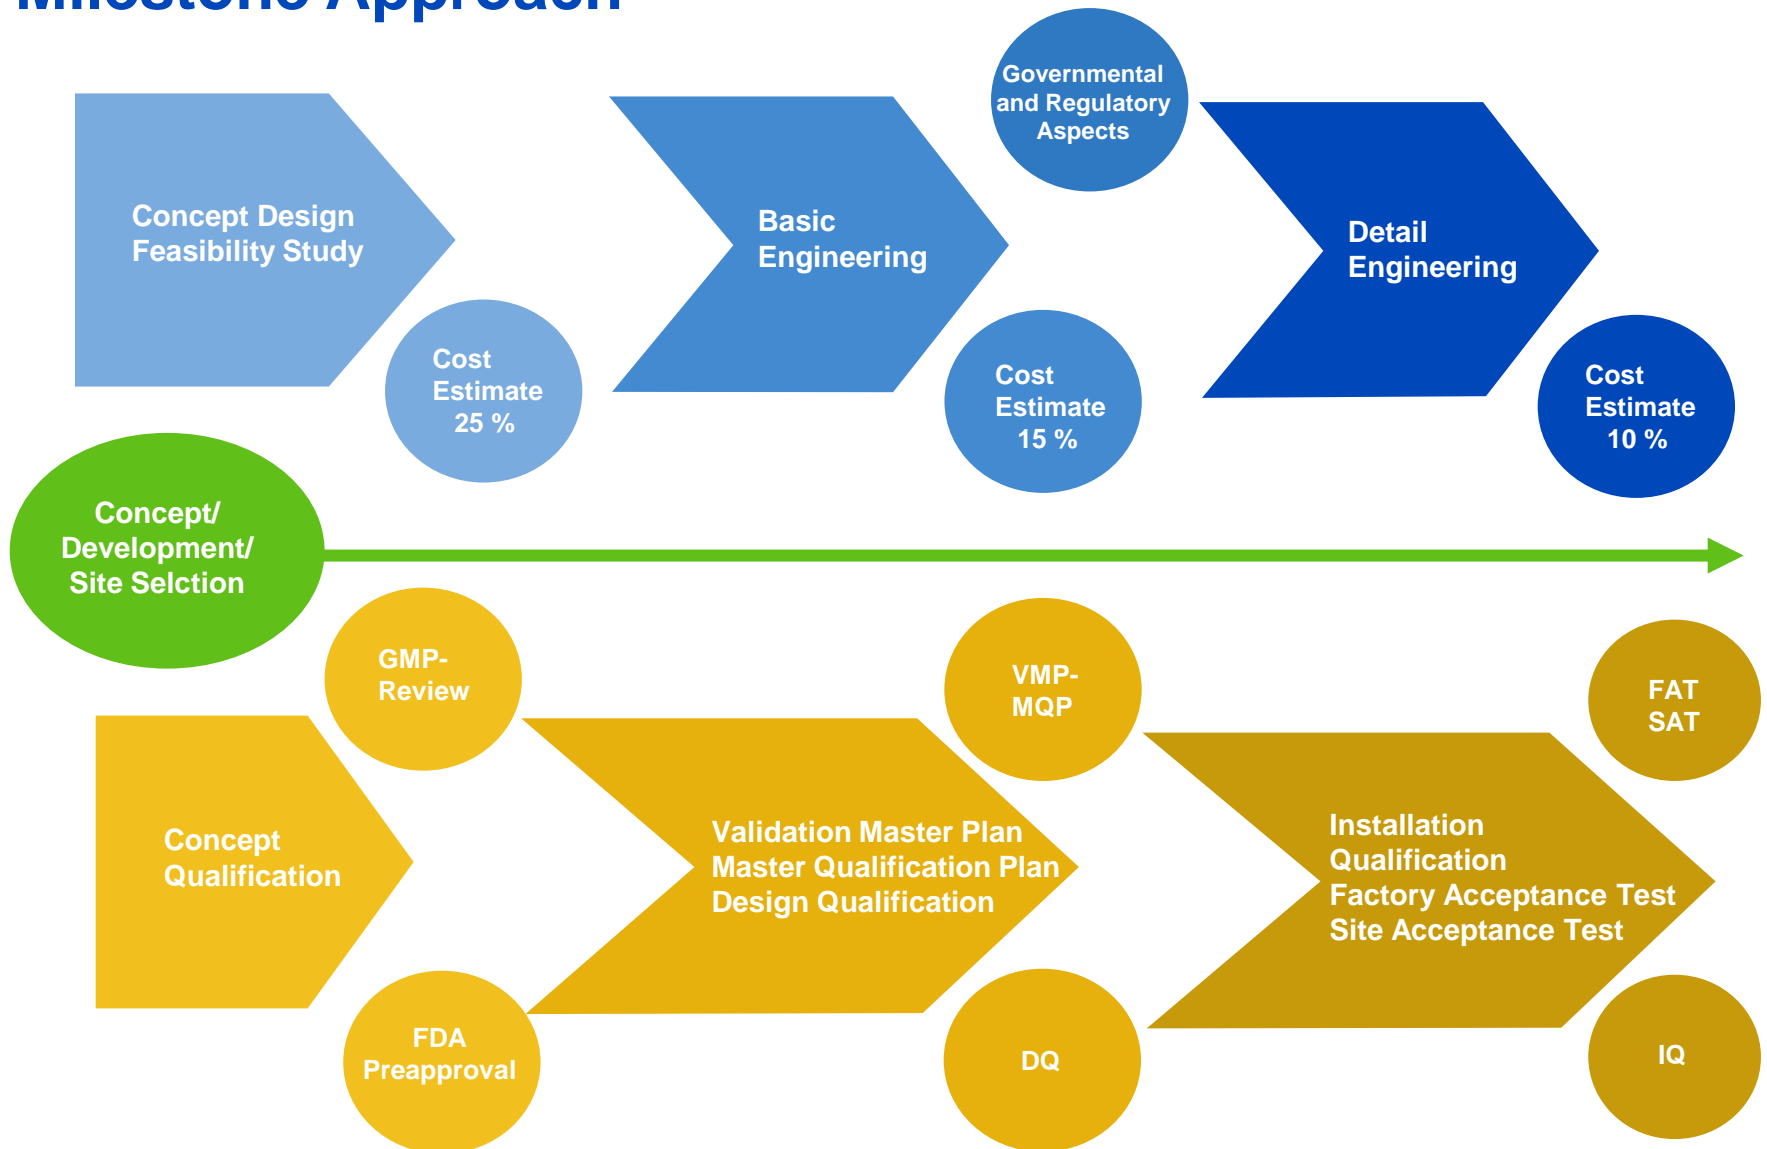 Milestone Approach
Governmental
and Regulatory
Aspects
Concept Design
Feasibility Study
Basic
Engineering
Detail
Engineering
Cost
Estimate
25 %
Cost
Estimate
15 %
Cost
Estimate
10 %
Concept/
Development/
Site Selction
GMP-
Review
VMP-
MQP
FAT
SAT
Concept
Qualification
Validation Master Plan
Master Qualification Plan
Design Qualification
Installation
Qualification
Factory Acceptance Test
Site Acceptance Test
FDA
Preapproval
DQ
IQ